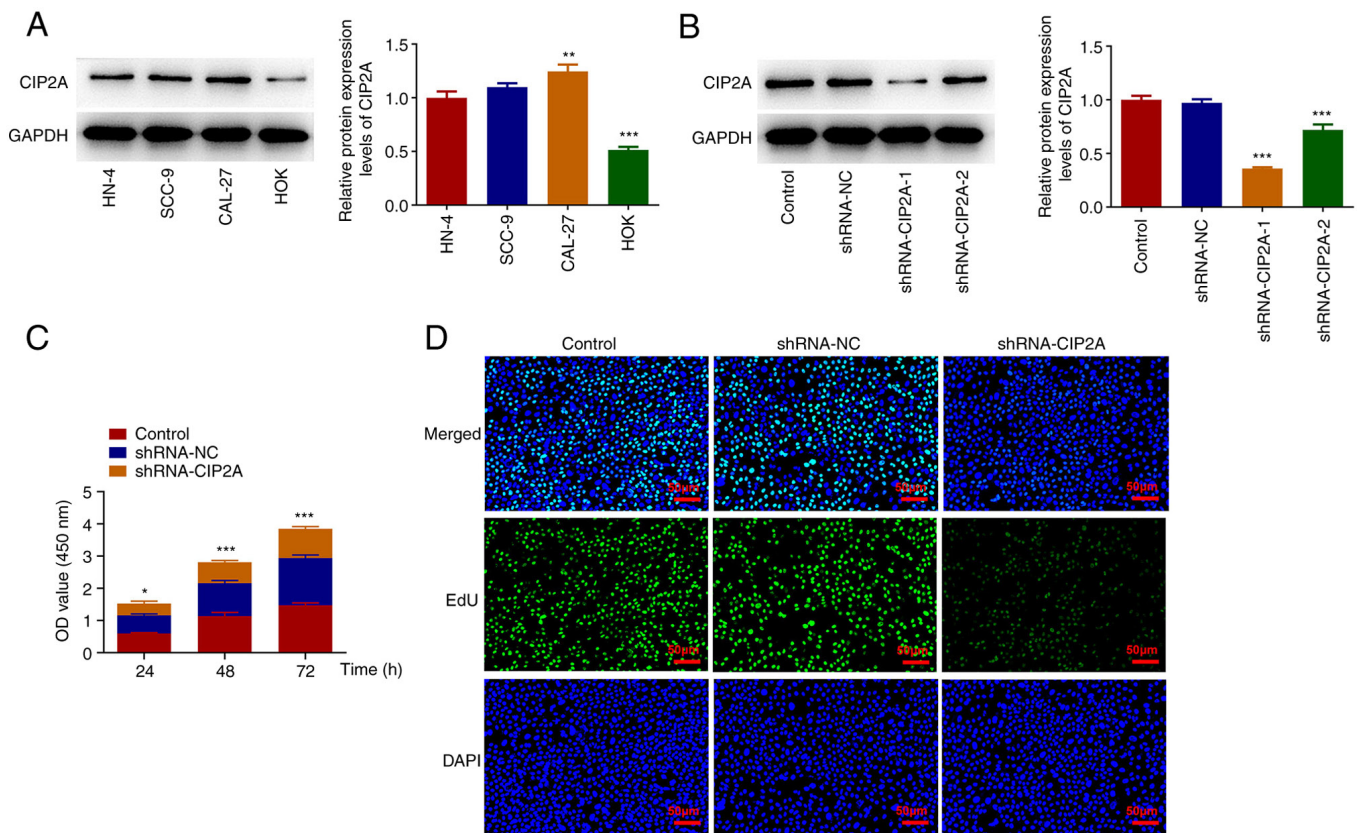 A
CIP2A
GAPDH
HN-4
SCC-9
CAL-27
HOK
Relative protein expression
levels of CIP2A
1.5
1.0
0.5
0.0
**
***
HN-4
SCC-9
CAL-27
HOK
B
CIP2A
GAPDH
Control
shRNA-NC
shRNA-CIP2A-1
shRNA-CIP2A-2
Relative protein expression
levels of CIP2A
1.5
1.0
0.5
0.0
***
***
Control
shRNA-NC
shRNA-CIP2A-1
shRNA-CIP2A-2
C
Control
shRNA-NC
shRNA-CIP2A
OD value (450 nm)
5
4
3
2
1
0
*
***
***
24 48 72 Time (h)
D
Control shRNA-NC shRNA-CIP2A
Merged
50μm 50μm 50μm
EdU
50μm 50μm 50μm
DAPI
50μm 50μm 50μm